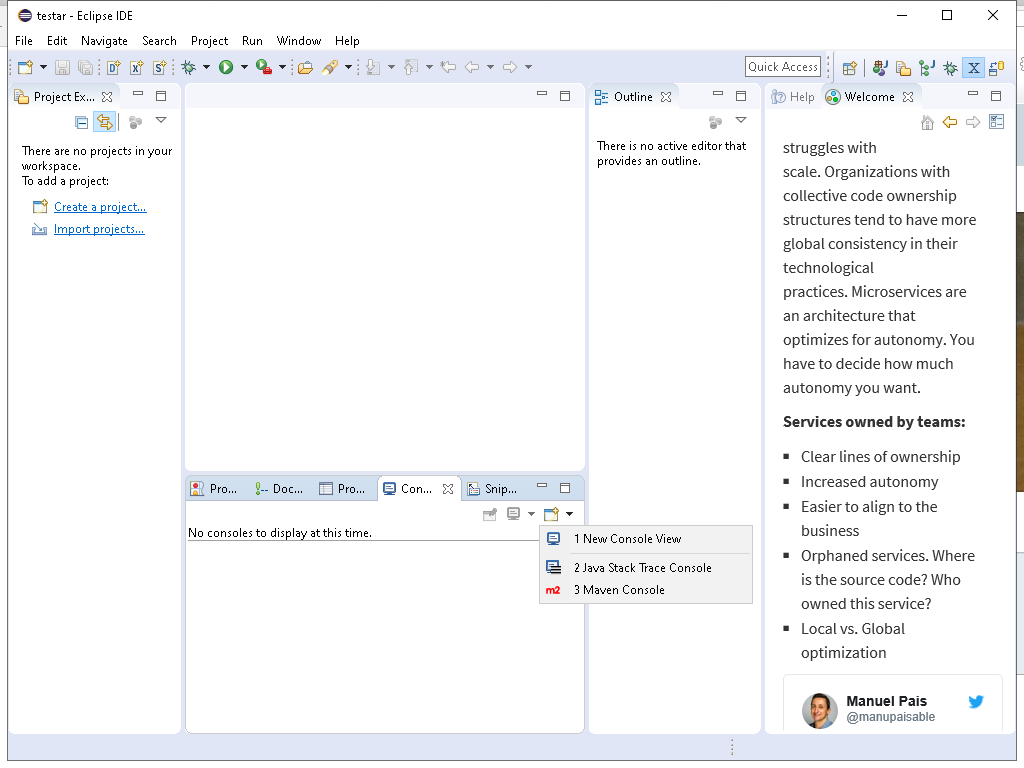 testar - Eclipse IDE
File Edit Navigate Search Project Run Window Help
Quick Access
Project Ex...
There are no projects in your
workspace.
To add a project:
Create a project...
Import projects...
Outline
There is no active editor that
provides an outline.
Help Welcome
struggles with
scale. Organizations with
collective code ownership
structures tend to have more
global consistency in their
technological
practices. Microservices are
an architecture that
optimizes for autonomy. You
have to decide how much
autonomy you want.
Services owned by teams:
▪ Clear lines of ownership
▪ Increased autonomy
▪ Easier to align to the
business
▪ Orphaned services. Where
is the source code? Who
owned this service?
▪ Local vs. Global
optimization
Manuel Pais
@manupaisable
Pro... Doc... Pro... Con... Snip...
No consoles to display at this time.
1 New Console View
2 Java Stack Trace Console
m2 3 Maven Console